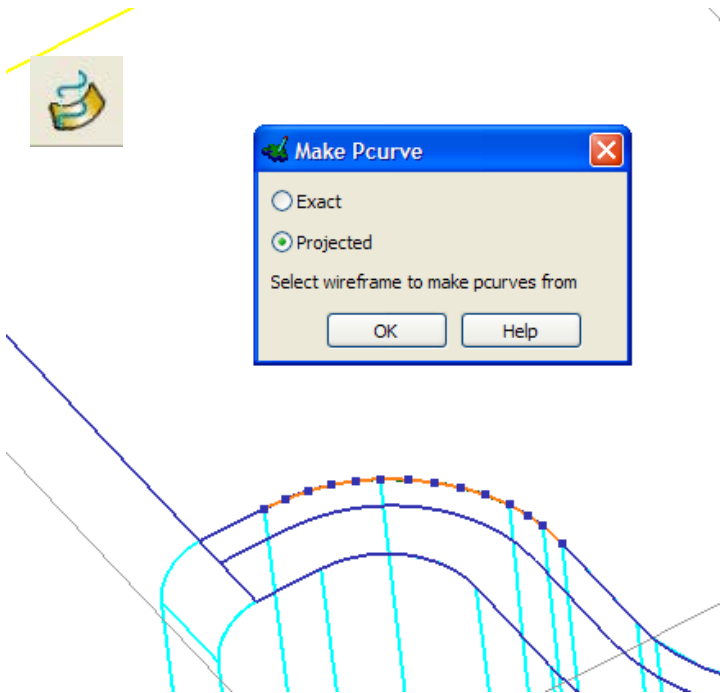 Make Pcurve
Exact
Projected
Select wireframe to make pcurves from
OK Help